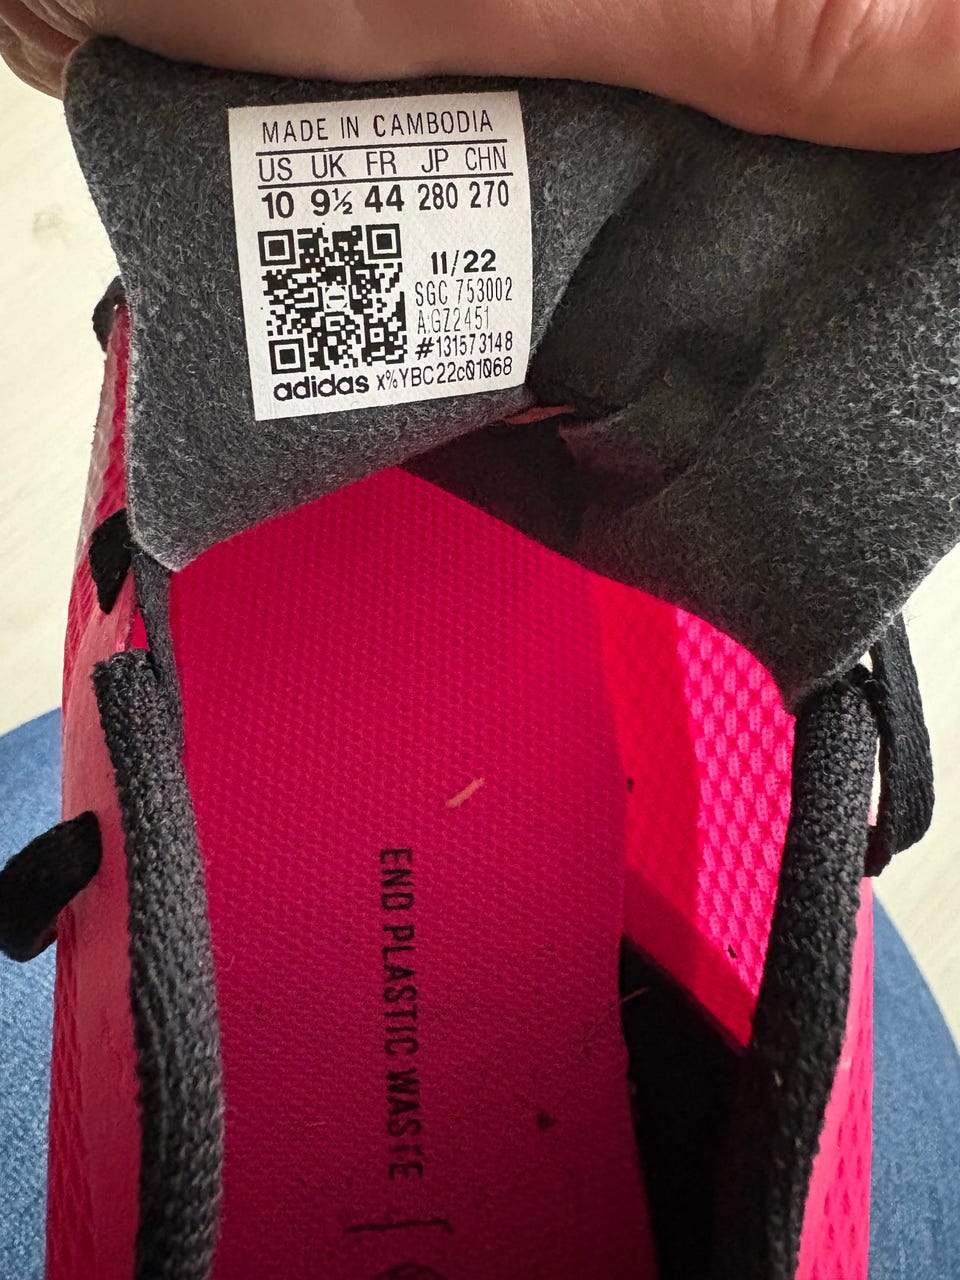 MADE IN CAMBODIA
US UK FR JP CHN
10 9½ 44 280 270
11/22
SGC 753002
A:GZ2451
#131573148
adidas x%YBC22c01068
END PLASTIC WASTE